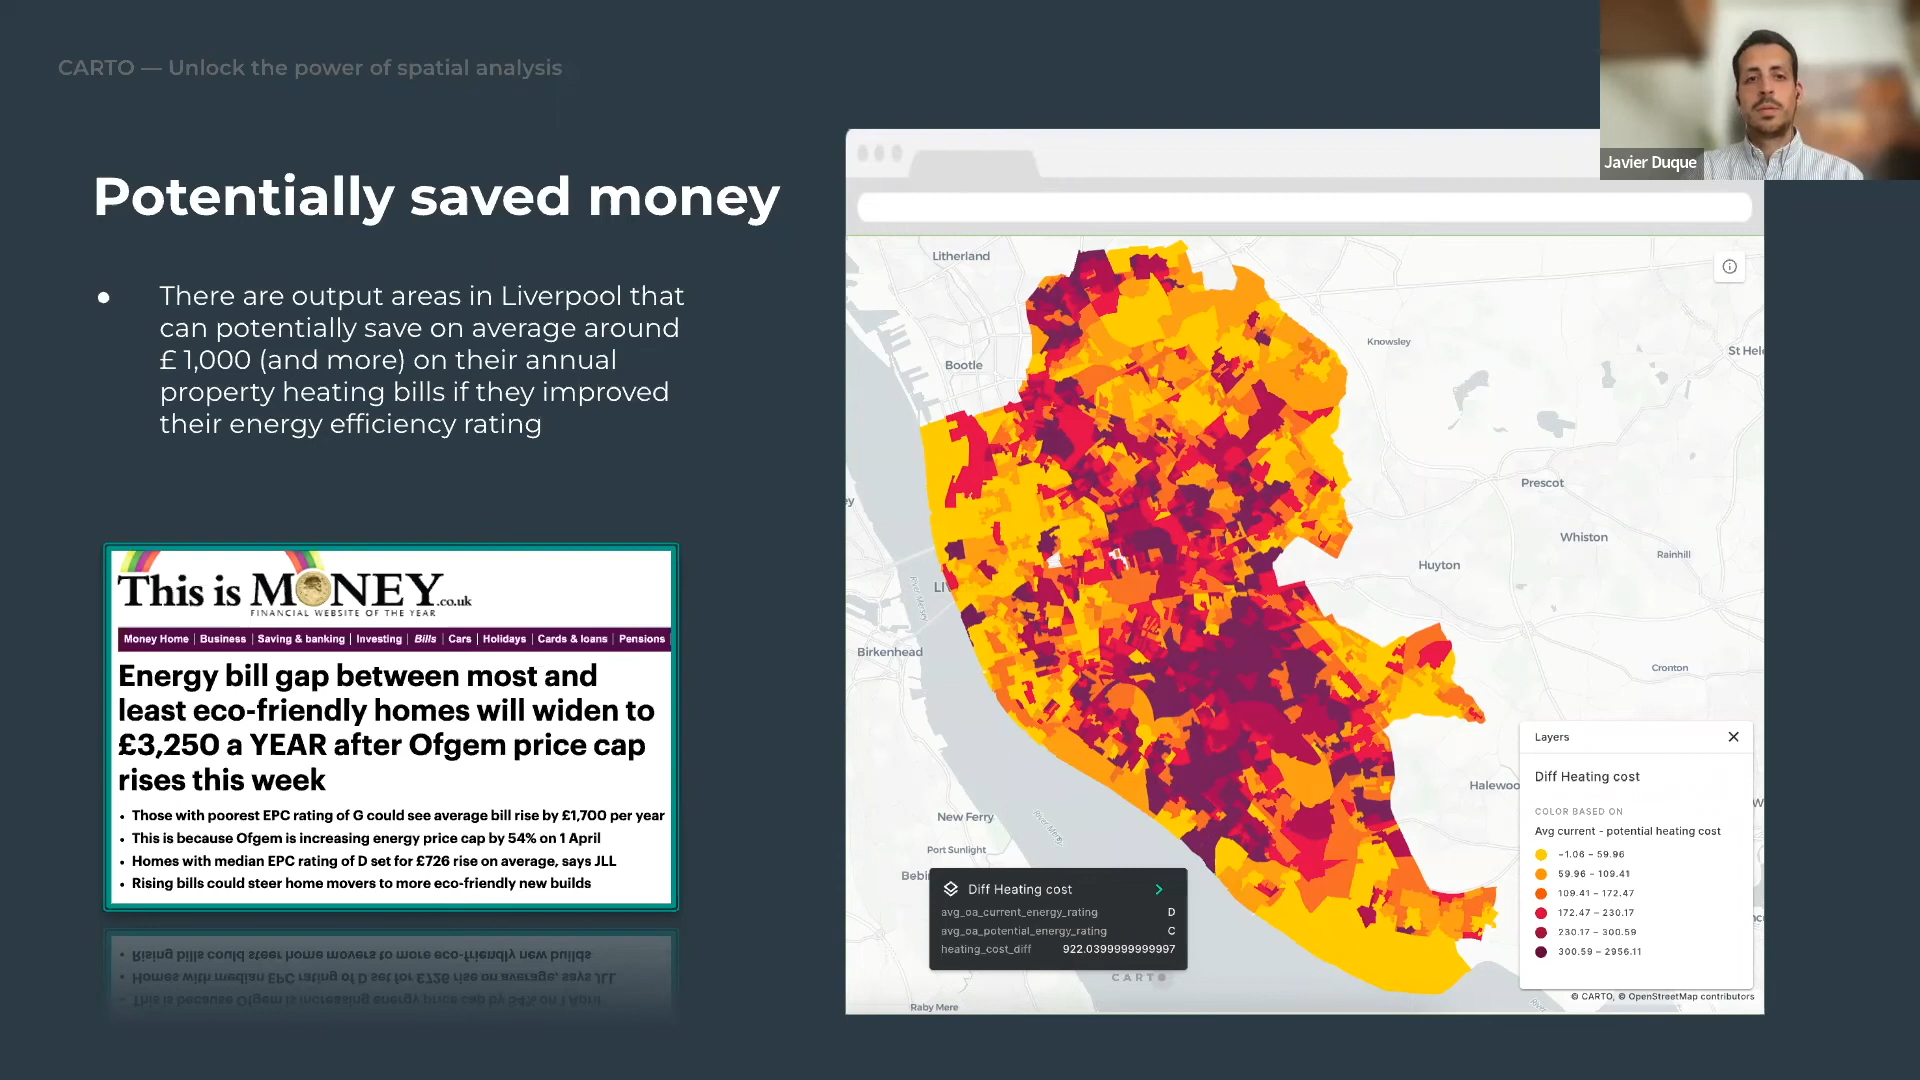 CARTO — Unlock the power of spatial analysis
Javier Duque
Potentially saved money
● There are output areas in Liverpool that
can potentially save on average around
£ 1,000 (and more) on their annual
property heating bills if they improved
their energy efficiency rating
This is MONEY.co.uk
FINANCIAL WEBSITE OF THE YEAR
Money Home | Business | Saving & banking | Investing | Bills | Cars | Holidays | Cards & loans | Pensions
Energy bill gap between most and
least eco-friendly homes will widen to
£3,250 a YEAR after Ofgem price cap
rises this week
• Those with poorest EPC rating of G could see average bill rise by £1,700 per year
• This is because Ofgem is increasing energy price cap by 54% on 1 April
• Homes with median EPC rating of D set for £726 rise on average, says JLL
• Rising bills could steer home movers to more eco-friendly new builds
Litherland
Bootle
Knowsley
St Hel
Prescot
Whiston
Rainhill
Huyton
Birkenhead
Cronton
River Mersey
New Ferry
Port Sunlight
Bebi
Halewoo
Raby Mere
Diff Heating cost
avg_oa_current_energy_rating D
avg_oa_potential_energy_rating C
heating_cost_diff 922.0399999999997
CARTO
Layers
Diff Heating cost
COLOR BASED ON
Avg current - potential heating cost
-1.06 – 59.96
59.96 – 109.41
109.41 – 172.47
172.47 – 230.17
230.17 – 300.59
300.59 – 2956.11
© CARTO, © OpenStreetMap contributors